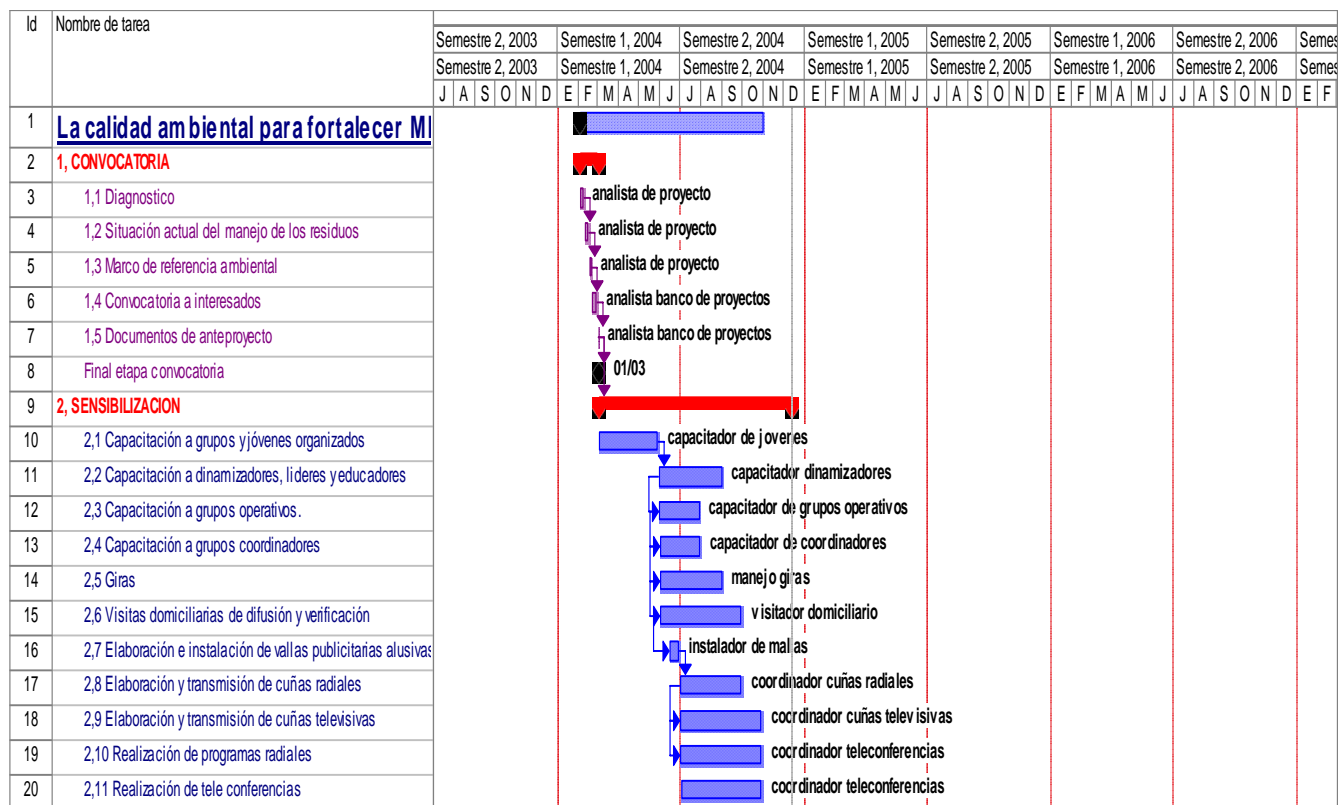 Id Nombre de tarea
Semestre 2, 2003 Semestre 1, 2004 Semestre 2, 2004 Semestre 1, 2005 Semestre 2, 2005 Semestre 1, 2006 Semestre 2, 2006 Semes
Semestre 2, 2003 Semestre 1, 2004 Semestre 2, 2004 Semestre 1, 2005 Semestre 2, 2005 Semestre 1, 2006 Semestre 2, 2006 Semes
J A S O N D E F M A M J J A S O N D E F M A M J J A S O N D E F M A M J J A S O N D E F
1 La calidad ambiental para fortalecer MI
2 1, CONVOCATORIA
3 1,1 Diagnostico analista de proyecto
4 1,2 Situación actual del manejo de los residuos analista de proyecto
5 1,3 Marco de referencia ambiental analista de proyecto
6 1,4 Convocatoria a interesados analista banco de proyectos
7 1,5 Documentos de anteproyecto analista banco de proyectos
8 Final etapa convocatoria 01/03
9 2, SENSIBILIZACION
10 2,1 Capacitación a grupos y jóvenes organizados capacitador de jovenes
11 2,2 Capacitación a dinamizadores, lideres y educadores capacitador dinamizadores
12 2,3 Capacitación a grupos operativos. capacitador de grupos operativos
13 2,4 Capacitación a grupos coordinadores capacitador de coordinadores
14 2,5 Giras manejo giras
15 2,6 Visitas domiciliarias de difusión y verificación visitador domiciliario
16 2,7 Elaboración e instalación de vallas publicitarias alusivas instalador de mallas
17 2,8 Elaboración y transmisión de cuñas radiales coordinador cuñas radiales
18 2,9 Elaboración y transmisión de cuñas televisivas coordinador cuñas televisivas
19 2,10 Realización de programas radiales coordinador teleconferencias
20 2,11 Realización de tele conferencias coordinador teleconferencias